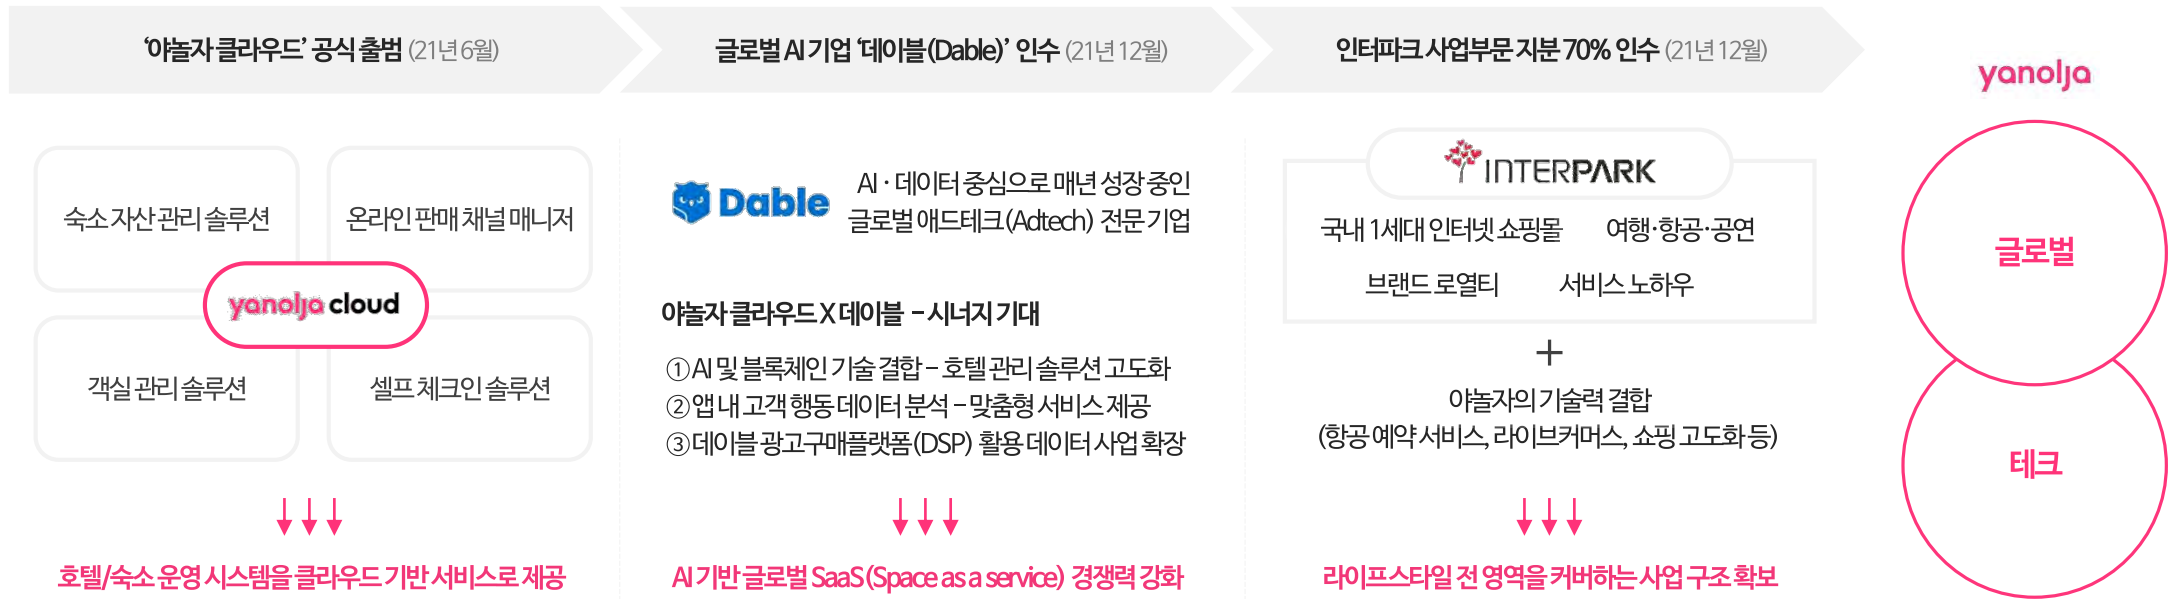 ‘야놀자 클라우드’ 공식 출범 (21년 6월)
숙소 자산 관리 솔루션
온라인 판매 채널 매니저
yanolja cloud
객실 관리 솔루션
셀프 체크인 솔루션
호텔/숙소 운영 시스템을 클라우드 기반 서비스로 제공
글로벌 AI 기업 ‘데이블(Dable)’ 인수 (21년 12월)
Dable
AI · 데이터 중심으로 매년 성장 중인
글로벌 애드테크(Adtech) 전문 기업
야놀자 클라우드 X 데이블 – 시너지 기대
① AI 및 블록체인 기술 결합 – 호텔 관리 솔루션 고도화
② 앱 내 고객 행동 데이터 분석 – 맞춤형 서비스 제공
③ 데이블 광고구매플랫폼(DSP) 활용 데이터 사업 확장
AI 기반 글로벌 SaaS (Space as a service) 경쟁력 강화
인터파크 사업부문 지분 70% 인수 (21년 12월)
INTERPARK
국내 1세대 인터넷 쇼핑몰
여행·항공·공연
브랜드 로열티
서비스 노하우
+
야놀자의 기술력 결합
(항공 예약 서비스, 라이브커머스, 쇼핑 고도화 등)
라이프스타일 전 영역을 커버하는 사업 구조 확보
yanolja
글로벌
테크